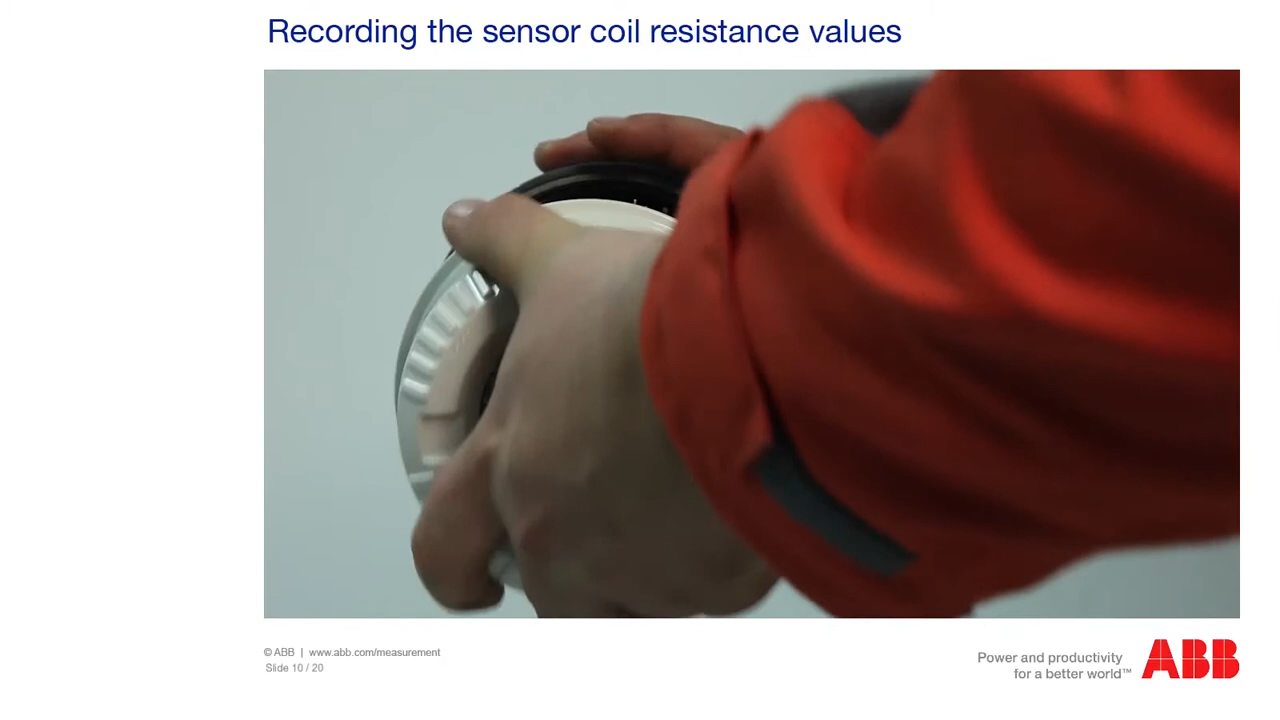 Recording the sensor coil resistance values
© ABB | www.abb.com/measurement
Slide 10 / 20
Power and productivity
for a better world™
ABB